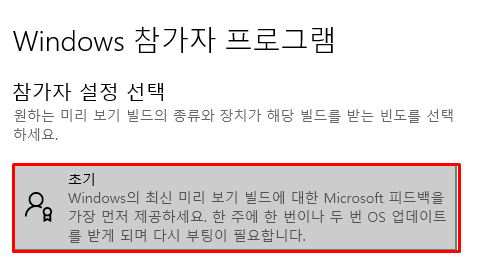 Windows 참가자 프로그램
참가자 설정 선택
원하는 미리 보기 빌드의 종류와 장치가 해당 빌드를 받는 빈도를 선택
하세요.
초기
Windows의 최신 미리 보기 빌드에 대한 Microsoft 피드백을
가장 먼저 제공하세요. 한 주에 한 번이나 두 번 OS 업데이트
를 받게 되며 다시 부팅이 필요합니다.